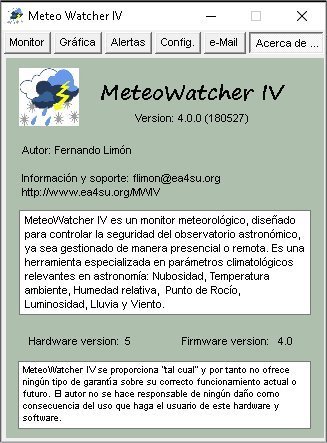 Meteo Watcher IV
Monitor Gráfica Alertas Config. e-Mail Acerca de ...
MeteoWatcher IV
Version: 4.0.0 (180527)
Autor: Fernando Limón
Información y soporte: flimon@ea4su.org
http://www.ea4su.org/MWIV
MeteoWatcher IV es un monitor meteorológico, diseñado
para controlar la seguridad del observatorio astronómico,
ya sea gestionado de manera presencial o remota. Es una
herramienta especializada en parámetros climatológicos
relevantes en astronomía: Nubosidad, Temperatura
ambiente, Humedad relativa, Punto de Rocío,
Luminosidad, Lluvia y Viento.
Hardware version: 5 Firmware version: 4.0
MeteoWatcher IV se proporciona "tal cual" y por tanto no ofrece
ningún tipo de garantía sobre su correcto funcionamiento actual o
futuro. El autor no se hace responsable de ningún daño como
consecuencia del uso que haga el usuario de este hardware y
software.